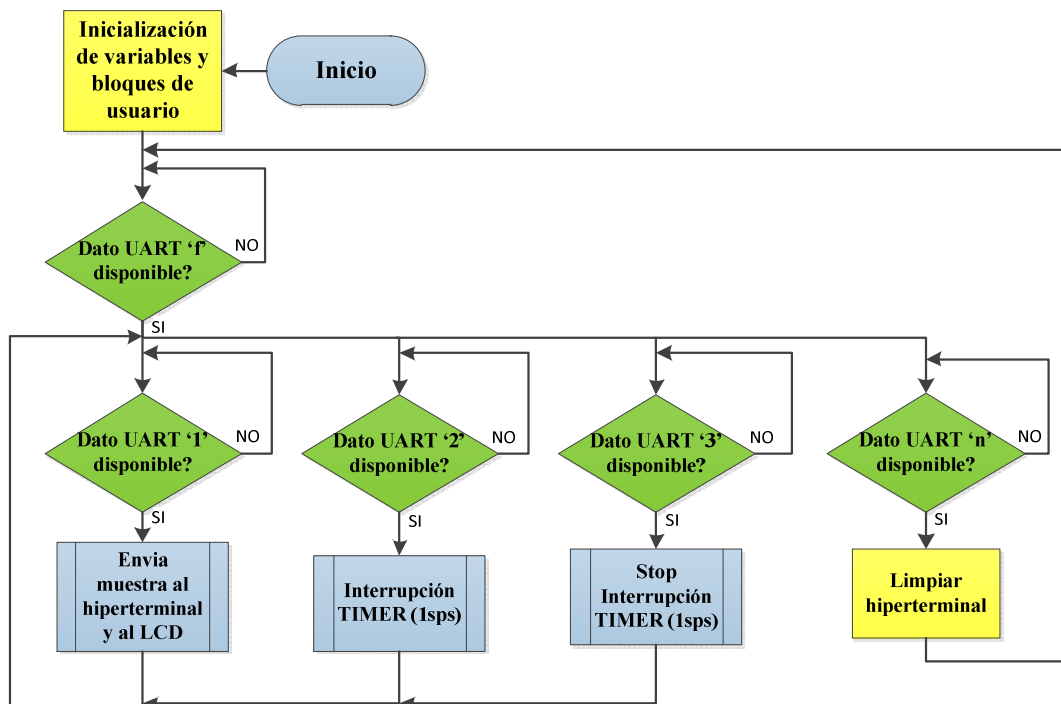 Inicialización
de variables y
bloques de
usuario
Inicio
Dato UART ‘f’
disponible?
NO
SI
Dato UART ‘1’
disponible?
NO
SI
Dato UART ‘2’
disponible?
NO
SI
Dato UART ‘3’
disponible?
NO
SI
Dato UART ‘n’
disponible?
NO
SI
Envia
muestra al
hiperterminal
y al LCD
Interrupción
TIMER (1sps)
Stop
Interrupción
TIMER (1sps)
Limpiar
hiperterminal